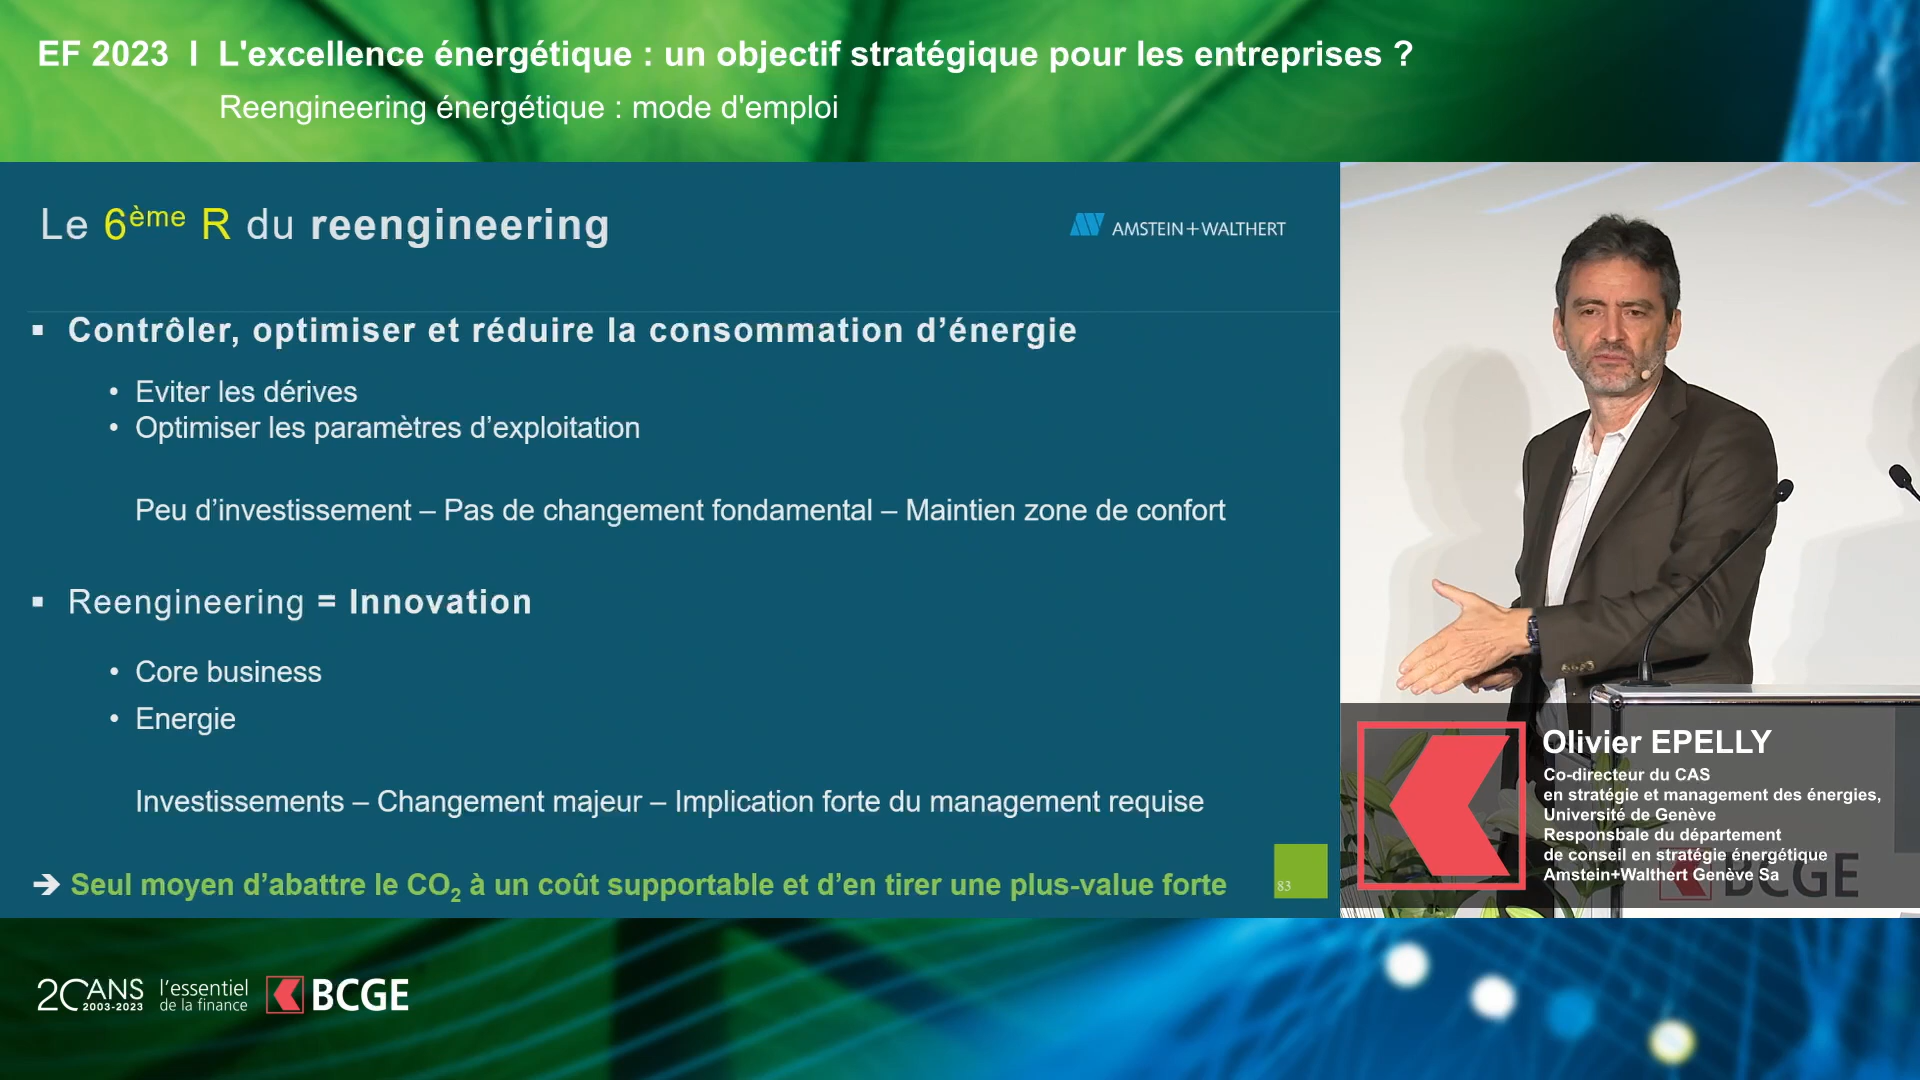 EF 2023 I L'excellence énergétique : un objectif stratégique pour les entreprises ?
Reengineering énergétique : mode d'emploi
Le 6ème R du reengineering
AMSTEIN+WALTHERT
▪ Contrôler, optimiser et réduire la consommation d’énergie
• Eviter les dérives
• Optimiser les paramètres d’exploitation
Peu d’investissement – Pas de changement fondamental – Maintien zone de confort
▪ Reengineering = Innovation
• Core business
• Energie
Investissements – Changement majeur – Implication forte du management requise
➔ Seul moyen d’abattre le CO2 à un coût supportable et d’en tirer une plus-value forte
83
Olivier EPELLY
Co-directeur du CAS
en stratégie et management des énergies,
Université de Genève
Responsbale du département
de conseil en stratégie énergétique
Amstein+Walthert Genève Sa
BCGE
20 ANS
2003-2023
l'essentiel
de la finance
BCGE